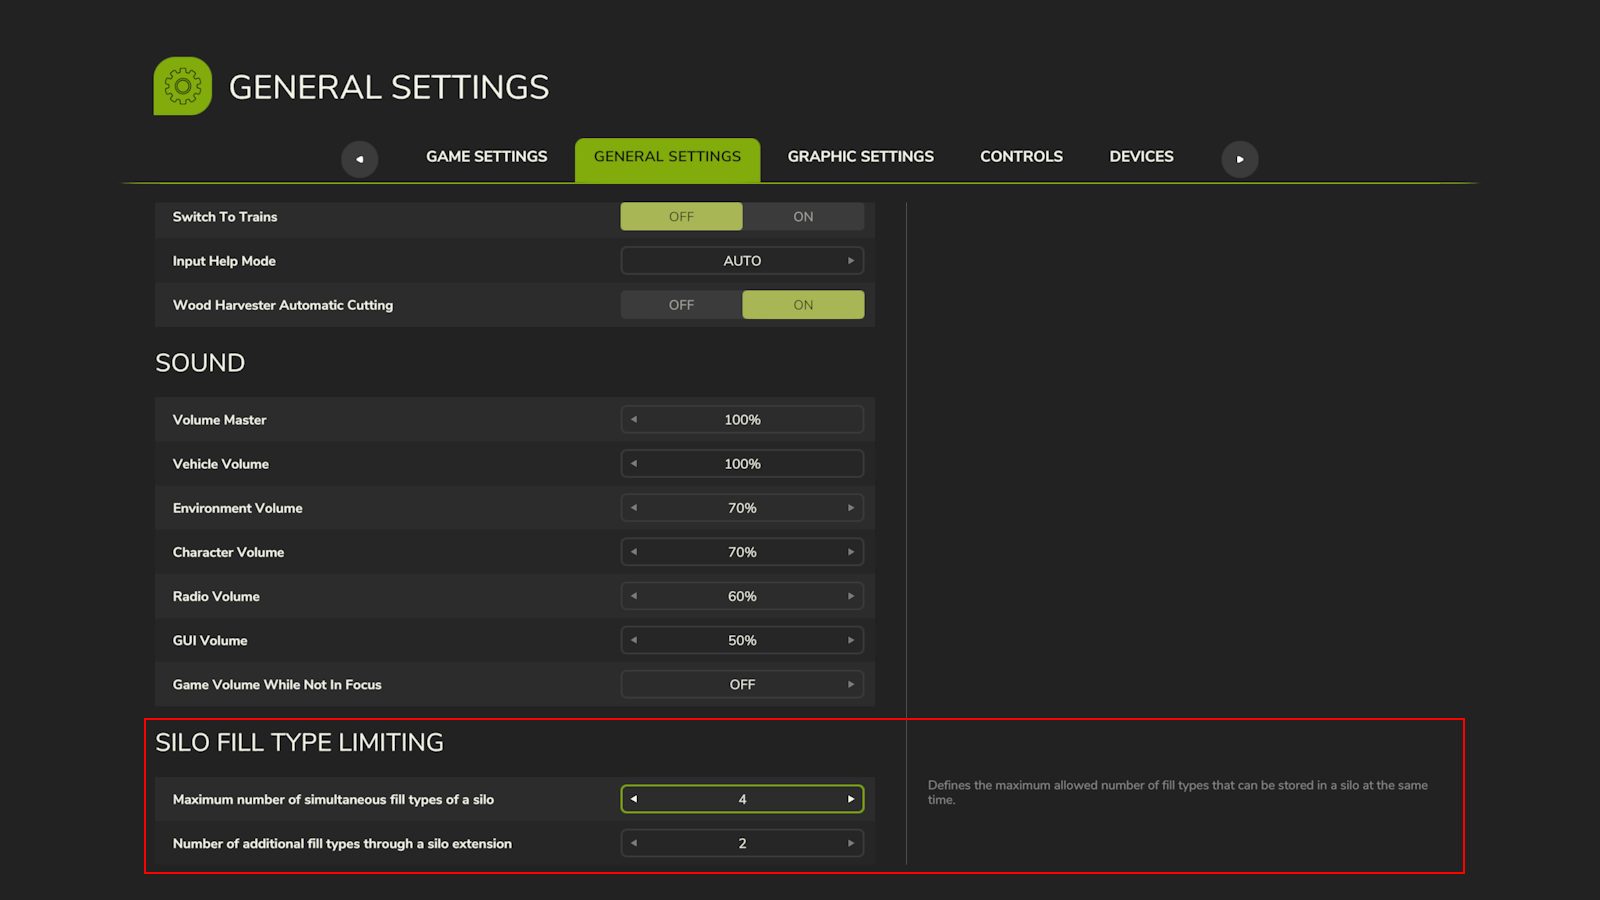 GENERAL SETTINGS
GAME SETTINGS GENERAL SETTINGS GRAPHIC SETTINGS CONTROLS DEVICES
Switch To Trains OFF ON
Input Help Mode AUTO
Wood Harvester Automatic Cutting OFF ON
SOUND
Volume Master 100%
Vehicle Volume 100%
Environment Volume 70%
Character Volume 70%
Radio Volume 60%
GUI Volume 50%
Game Volume While Not In Focus OFF
SILO FILL TYPE LIMITING
Maximum number of simultaneous fill types of a silo 4
Defines the maximum allowed number of fill types that can be stored in a silo at the same
time.
Number of additional fill types through a silo extension 2